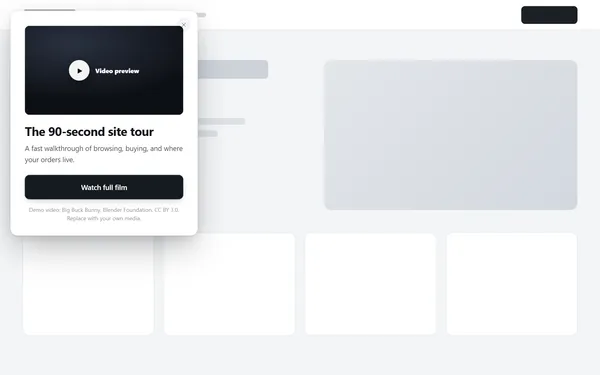 Video preview
The 90-second site tour
A fast walkthrough of browsing, buying, and where
your orders live.
Watch full film
Demo video: Big Buck Bunny, Blender Foundation. CC BY 3.0.
Replace with your own media.